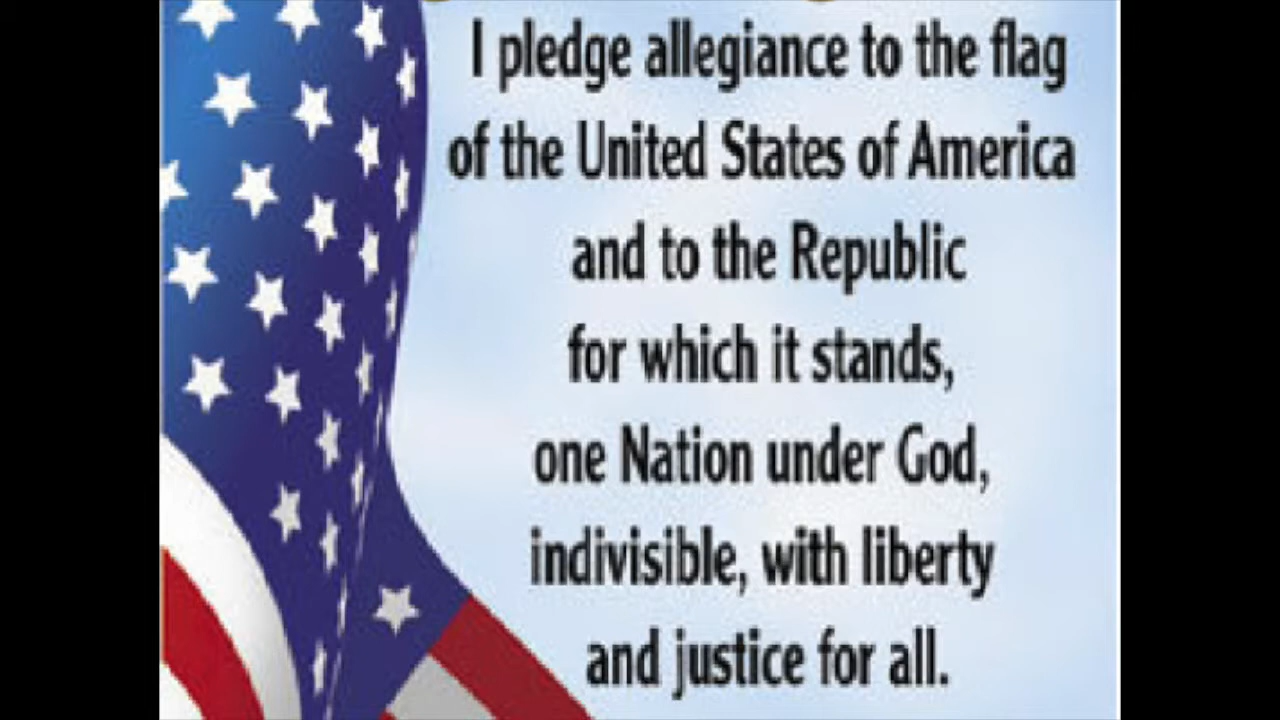 I pledge allegiance to the flag
of the United States of America
and to the Republic
for which it stands,
one Nation under God,
indivisible, with liberty
and justice for all.